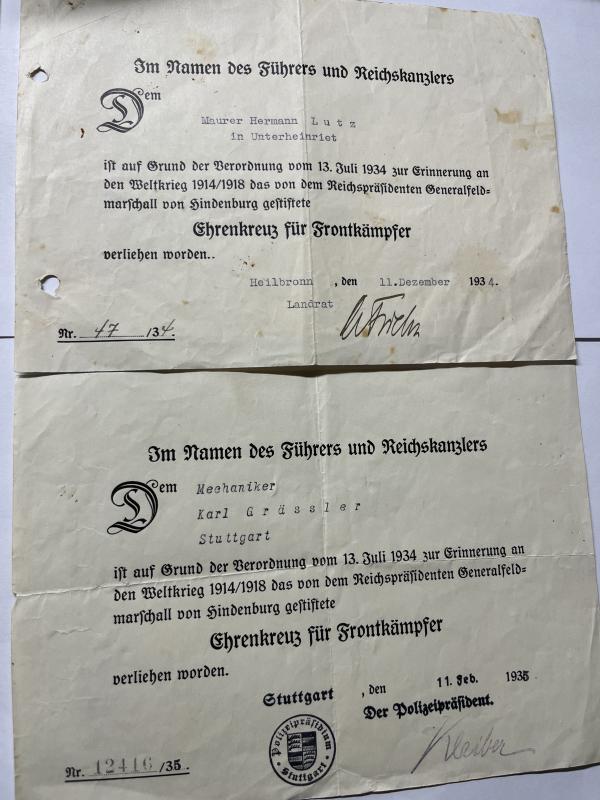 Im Namen des Führers und Reichskanzlers
Dem
Maurer Hermann Lutz
in Unterheinriet
ist auf Grund der Verordnung vom 13. Juli 1934 zur Erinnerung an
den Weltkrieg 1914/1918 das von dem Reichspräsidenten Generalfeld=
marschall von Hindenburg gestiftete
Ehrenkreuz für Frontkämpfer
verliehen worden..
Heilbronn , den 11.Dezember 1934.
Landrat
Nr. 47 /34.
Im Namen des Führers und Reichskanzlers
Dem Mechaniker
Karl Grässler
Stuttgart
ist auf Grund der Verordnung vom 13. Juli 1934 zur Erinnerung an
den Weltkrieg 1914/1918 das von dem Reichspräsidenten Generalfeld=
marschall von Hindenburg gestiftete
Ehrenkreuz für Frontkämpfer
verliehen worden.
Stuttgart , den 11. Feb. 1935.
Der Polizeipräsident.
Polizeipräsidium
Stuttgart
Klaiber
Nr. 12416 /35.